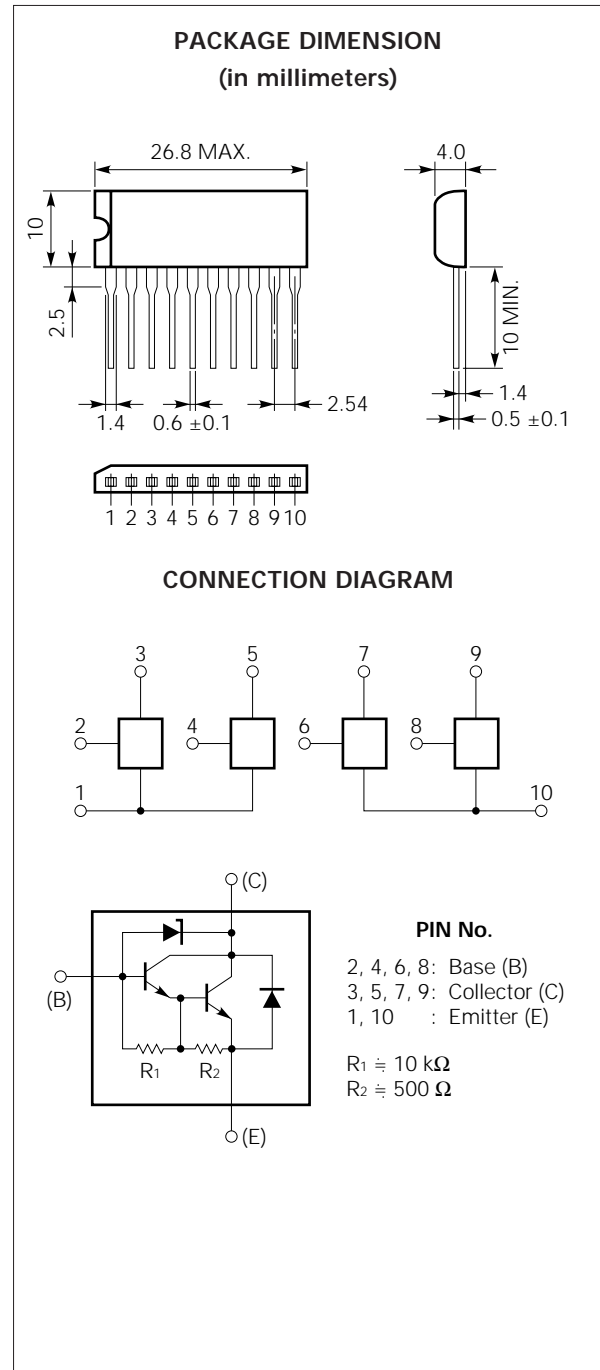 PACKAGE DIMENSION
(in millimeters)
26.8 MAX.
4.0
10
2.5
10 MIN.
2.54
1.4
1.4
0.6 ±0.1
0.5 ±0.1
1 2 3 4 5 6 7 8 9 10
CONNECTION DIAGRAM
3 5 7 9
2 4 6 8
1 10
(C)
(B)
R1 R2
(E)
PIN No.
2, 4, 6, 8: Base (B)
3, 5, 7, 9: Collector (C)
1, 10 : Emitter (E)
R1 ≒ 10 kΩ
R2 ≒ 500 Ω